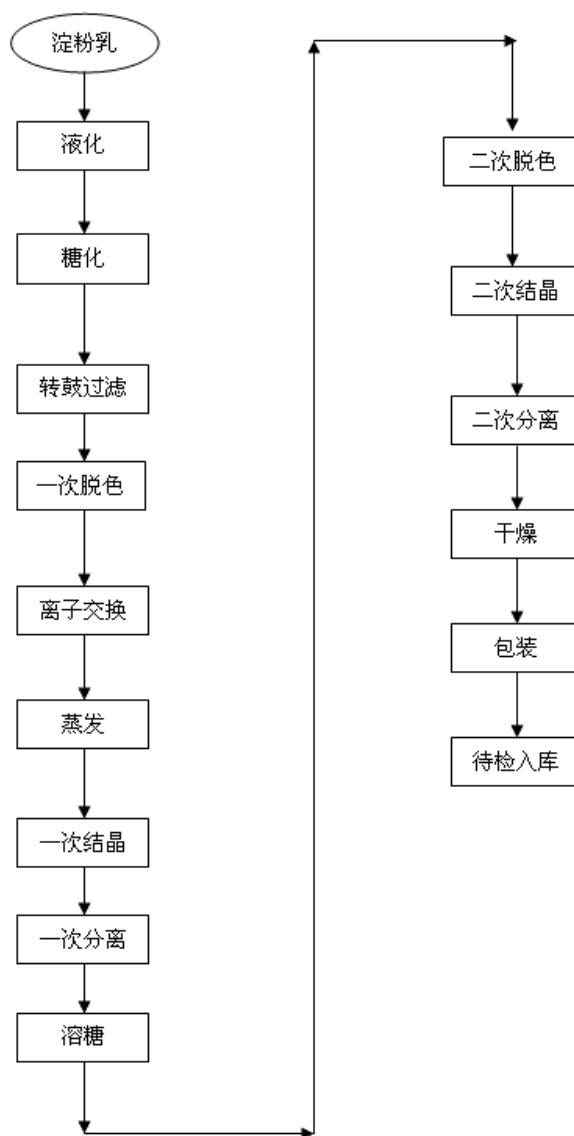 淀粉乳
液化
糖化
转鼓过滤
一次脱色
离子交换
蒸发
一次结晶
一次分离
溶糖
二次脱色
二次结晶
二次分离
干燥
包装
待检入库